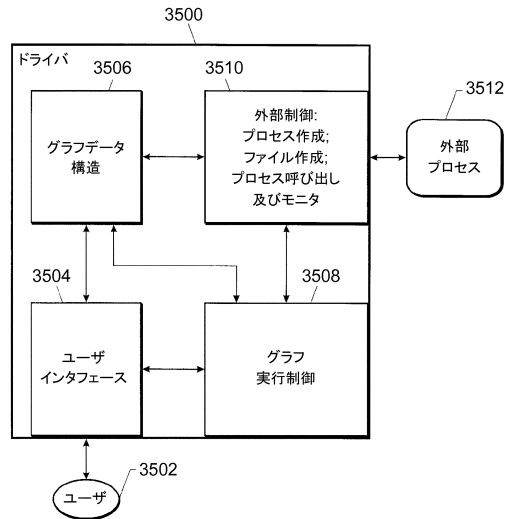 3500
ドライバ
3506
3510
3512
グラフデータ
構造
外部制御:
プロセス作成;
ファイル作成;
プロセス呼び出し
及びモニタ
外部
プロセス
3504
3508
ユーザ
インタフェース
グラフ
実行制御
ユーザ
3502